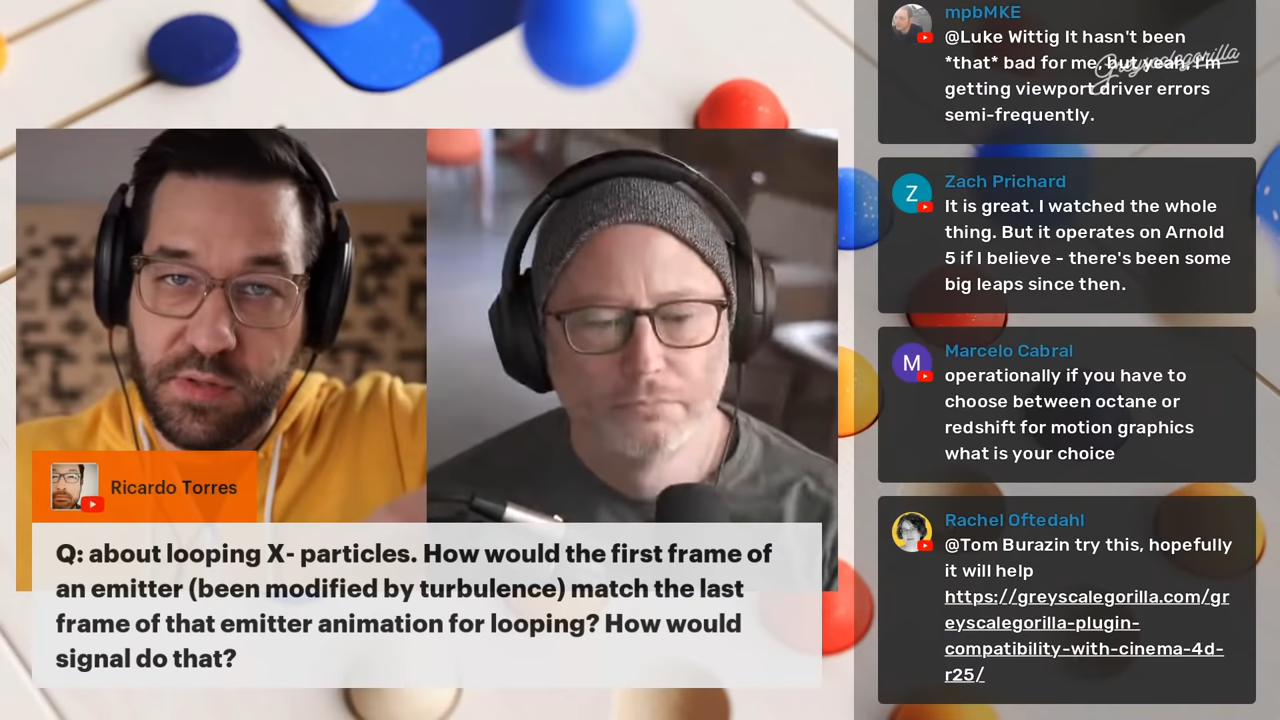 Ricardo Torres
Q: about looping X- particles. How would the first frame of
an emitter (been modified by turbulence) match the last
frame of that emitter animation for looping? How would
signal do that?
mpbMKE
@Luke Wittig It hasn't been
*that* bad for me, but yeah, I'm
getting viewport driver errors
semi-frequently.
Greyscalegorilla
Z
Zach Prichard
It is great. I watched the whole
thing. But it operates on Arnold
5 if I believe - there's been some
big leaps since then.
M
Marcelo Cabral
operationally if you have to
choose between octane or
redshift for motion graphics
what is your choice
Rachel Oftedahl
@Tom Burazin try this, hopefully
it will help
https://greyscalegorilla.com/gr
eyscalegorilla-plugin-
compatibility-with-cinema-4d-
r25/